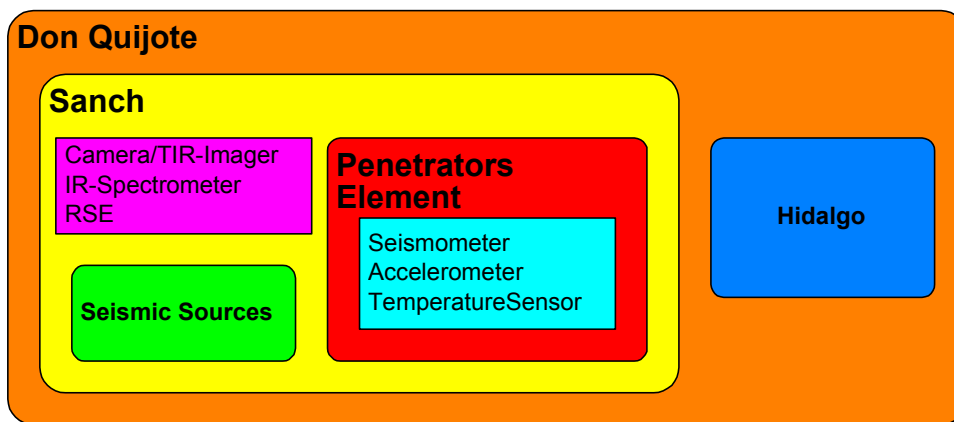 Don Quijote
Sanch
Camera/TIR-Imager
IR-Spectrometer
RSE
Seismic Sources
Penetrators
Element
Seismometer
Accelerometer
TemperatureSensor
Hidalgo